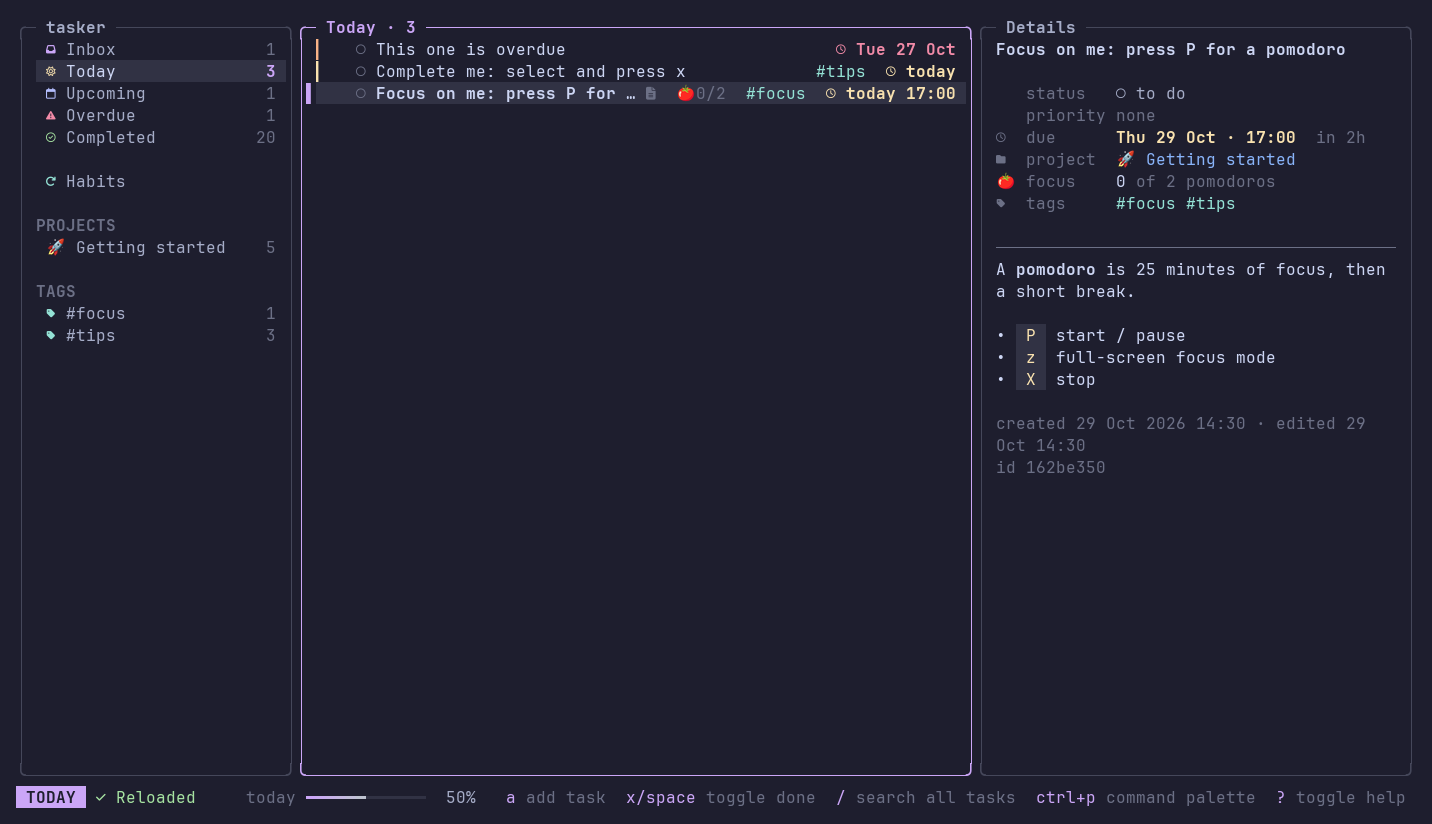 tasker
Inbox 1
Today 3
Upcoming 1
Overdue 1
Completed 20
Habits
PROJECTS
🚀 Getting started 5
TAGS
#focus 1
#tips 3
Today · 3
This one is overdue Tue 27 Oct
Complete me: select and press x #tips today
Focus on me: press P for … 🍅0/2 #focus today 17:00
Details
Focus on me: press P for a pomodoro
status to do
priority none
due Thu 29 Oct · 17:00 in 2h
project 🚀 Getting started
🍅 focus 0 of 2 pomodoros
tags #focus #tips
A pomodoro is 25 minutes of focus, then
a short break.
• P start / pause
• z full-screen focus mode
• X stop
created 29 Oct 2026 14:30 · edited 29
Oct 14:30
id 162be350
TODAY ✓ Reloaded today 50% a add task x/space toggle done / search all tasks ctrl+p command palette ? toggle help